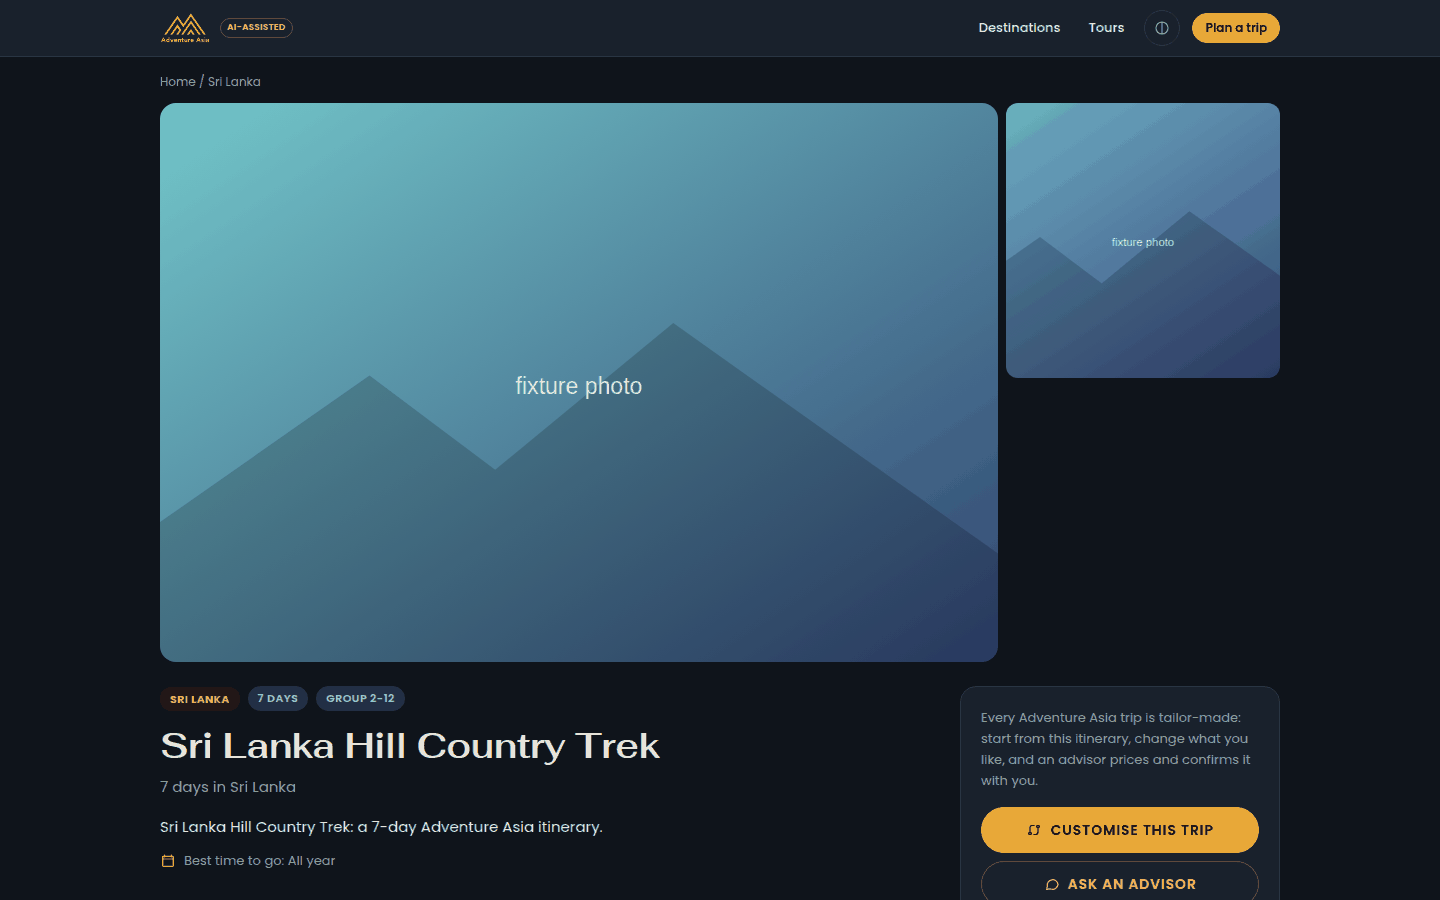 Adventure Asia
AI-ASSISTED
Destinations
Tours
Plan a trip
Home / Sri Lanka
fixture photo
fixture photo
SRI LANKA
7 DAYS
GROUP 2-12
Sri Lanka Hill Country Trek
7 days in Sri Lanka
Sri Lanka Hill Country Trek: a 7-day Adventure Asia itinerary.
Best time to go: All year
Every Adventure Asia trip is tailor-made:
start from this itinerary, change what you
like, and an advisor prices and confirms it
with you.
CUSTOMISE THIS TRIP
ASK AN ADVISOR